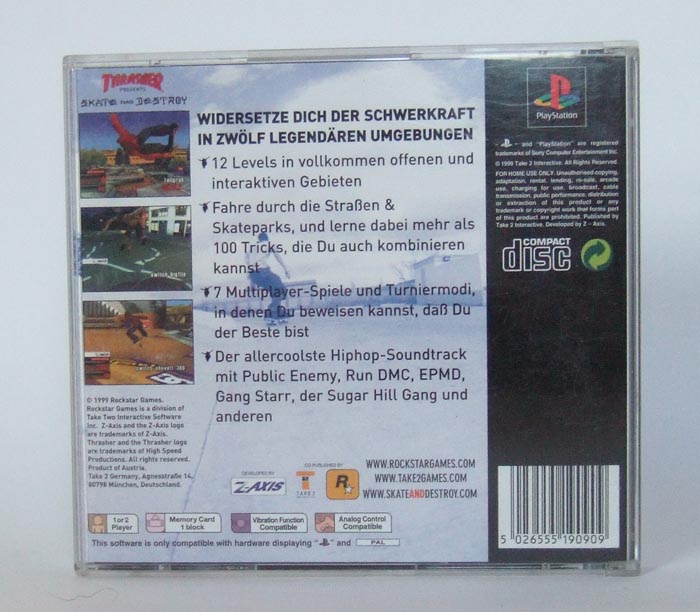 THRASHER
PRESENTS
SKATE AND DESTROY
WIDERSETZE DICH DER SCHWERKRAFT
IN ZWÖLF LEGENDÄREN UMGEBUNGEN
12 Levels in vollkommen offenen und
interaktiven Gebieten
Fahre durch die Straßen &
Skateparks, und lerne dabei mehr als
100 Tricks, die Du auch kombinieren
kannst
7 Multiplayer-Spiele und Turniermodi,
in denen Du beweisen kannst, daß Du
der Beste bist
Der allercoolste Hiphop-Soundtrack
mit Public Enemy, Run DMC, EPMD,
Gang Starr, der Sugar Hill Gang und
anderen
© 1999 Rockstar Games.
Rockstar Games is a division of
Take Two Interactive Software
Inc. Z-Axis and the Z-Axis logo
are trademarks of Z-Axis.
Thrasher and the Thrasher logo
are trademarks of High Speed
Productions. All rights reserved.
Product of Austria.
Take 2 Germany, Agnesstraße 14,
80798 München, Deutschland.
DEVELOPED BY
Z-AXIS
CO PUBLISHED BY
TAKE2
R
WWW.ROCKSTARGAMES.COM
WWW.TAKE2GAMES.COM
WWW.SKATEANDDESTROY.COM
1 or 2
Player
Memory Card
1 block
Vibration Function
Compatible
Analog Control
Compatible
This software is only compatible with hardware displaying " " and PAL
PlayStation
" " and "PlayStation" are registered
trademarks of Sony Computer Entertainment Inc.
© 1999 Take 2 Interactive. All Rights Reserved.
FOR HOME USE ONLY. Unauthorised copying,
adaptation, rental, lending, re-sale, arcade
use, charging for use, broadcast, cable
transmission, public performance, distribution
or extraction of this product or any
trademark or copyright work that forms part
of this product are prohibited. Published by
Take 2 Interactive. Developed by Z - Axis.
COMPACT
disc
5 026555 190909